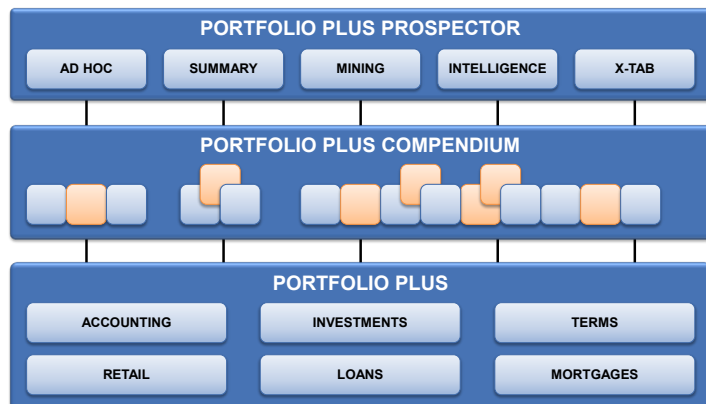 PORTFOLIO PLUS PROSPECTOR
AD HOC
SUMMARY
MINING
INTELLIGENCE
X-TAB
PORTFOLIO PLUS COMPENDIUM
PORTFOLIO PLUS
ACCOUNTING
INVESTMENTS
TERMS
RETAIL
LOANS
MORTGAGES